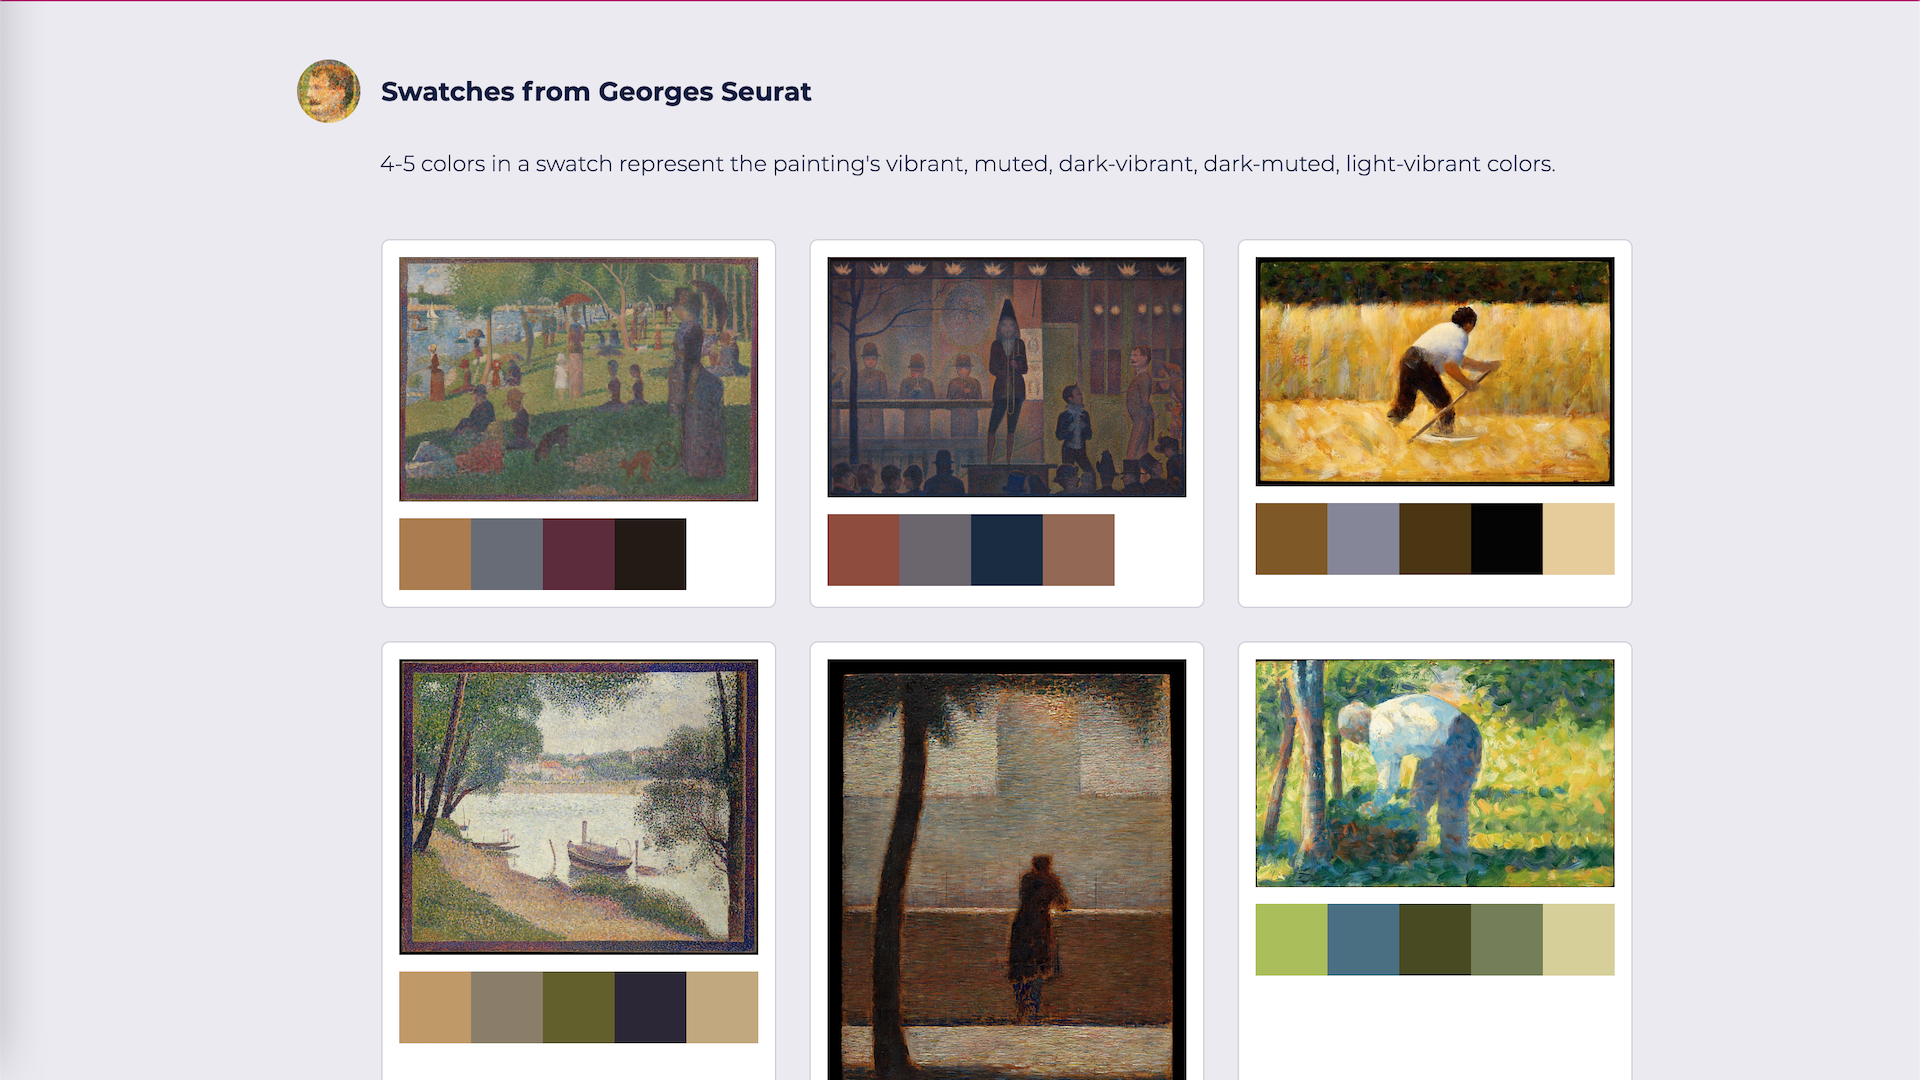 Swatches from Georges Seurat
4-5 colors in a swatch represent the painting's vibrant, muted, dark-vibrant, dark-muted, light-vibrant colors.